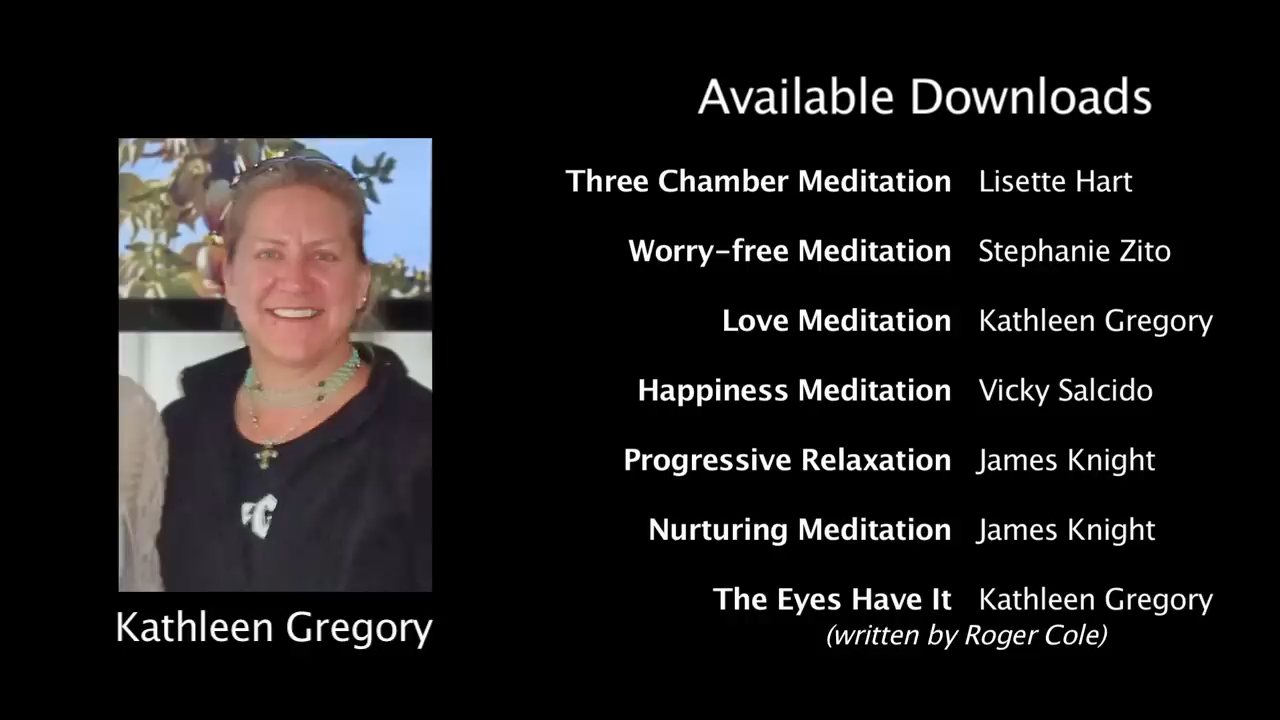 Available Downloads
Three Chamber Meditation Lisette Hart
Worry-free Meditation Stephanie Zito
Love Meditation Kathleen Gregory
Happiness Meditation Vicky Salcido
Progressive Relaxation James Knight
Nurturing Meditation James Knight
The Eyes Have It Kathleen Gregory
(written by Roger Cole)
Kathleen Gregory